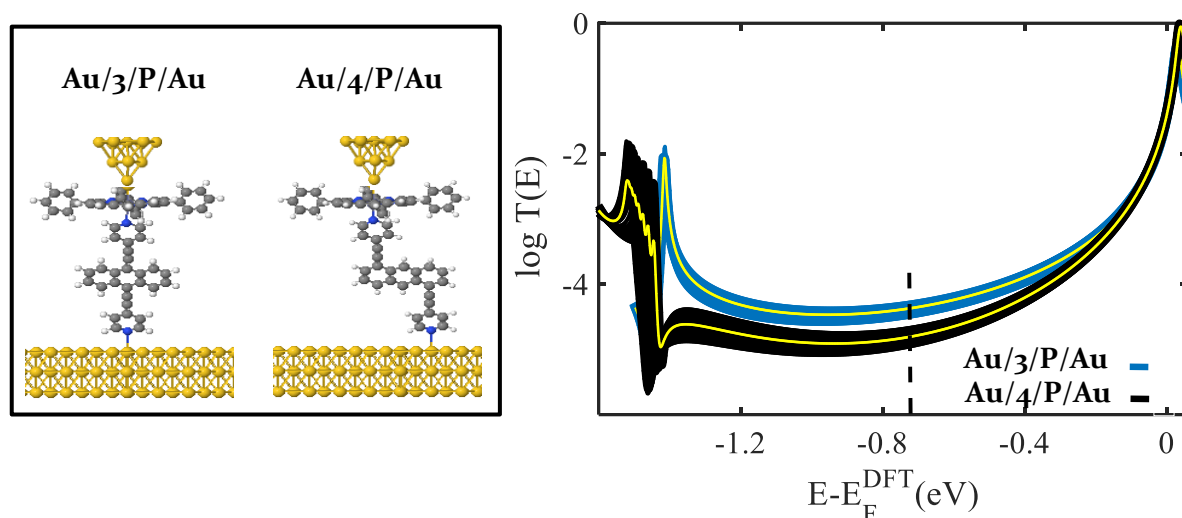 Au/3/P/Au
Au/4/P/Au
0
-2
-4
log T(E)
Au/3/P/Au
Au/4/P/Au
-1.2
-0.8
-0.4
0
E-E_F^DFT(eV)